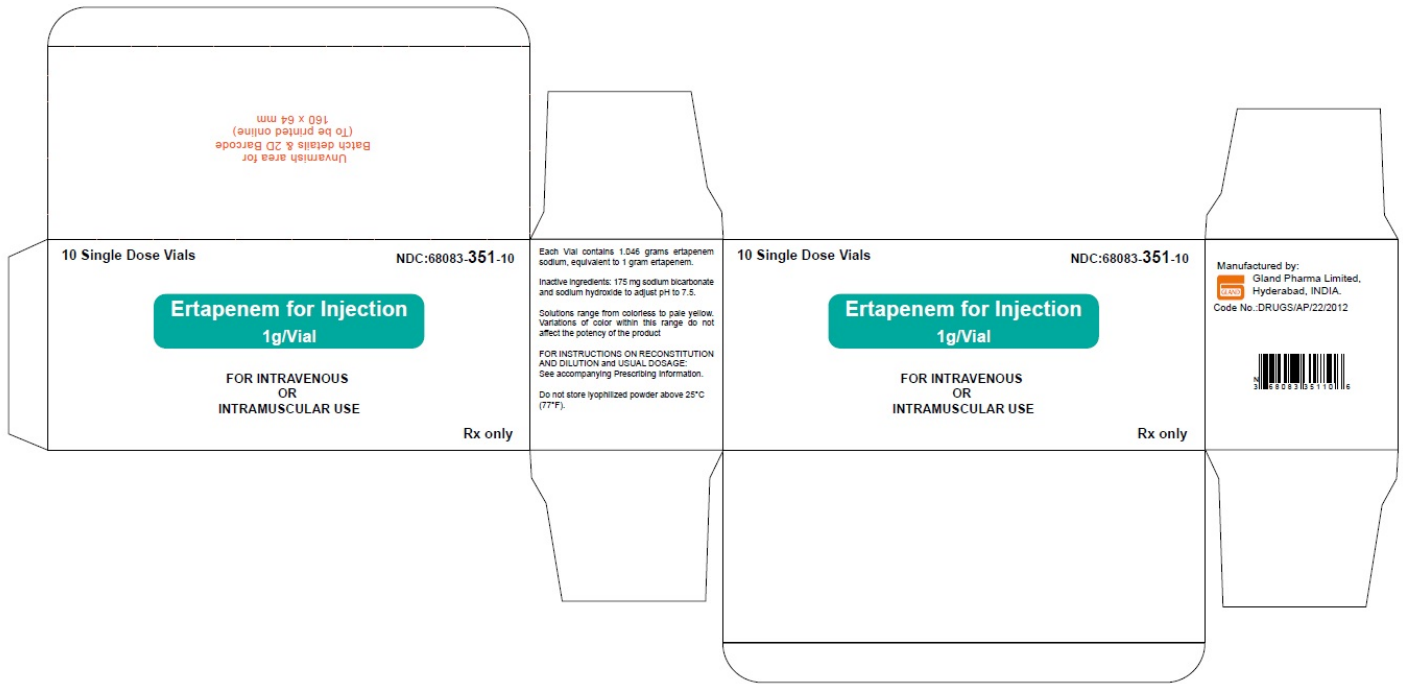 Unvarnish area for
Batch details & 2D Barcode
(To be printed online)
160 x 64 mm
10 Single Dose Vials
NDC:68083-351-10
Ertapenem for Injection
1g/Vial
FOR INTRAVENOUS
OR
INTRAMUSCULAR USE
Rx only
Each Vial contains 1.046 grams ertapenem
sodium, equivalent to 1 gram ertapenem.
Inactive Ingredients: 175 mg sodium bicarbonate
and sodium hydroxide to adjust pH to 7.5.
Solutions range from colorless to pale yellow.
Variations of color within this range do not
affect the potency of the product
FOR INSTRUCTIONS ON RECONSTITUTION
AND DILUTION and USUAL DOSAGE:
See accompanying Prescribing Information.
Do not store lyophilized powder above 25°C
(77°F).
10 Single Dose Vials
NDC:68083-351-10
Ertapenem for Injection
1g/Vial
FOR INTRAVENOUS
OR
INTRAMUSCULAR USE
Rx only
Manufactured by:
GLAND
Gland Pharma Limited,
Hyderabad, INDIA.
Code No.:DRUGS/AP/22/2012
N
3 68083 35110 6